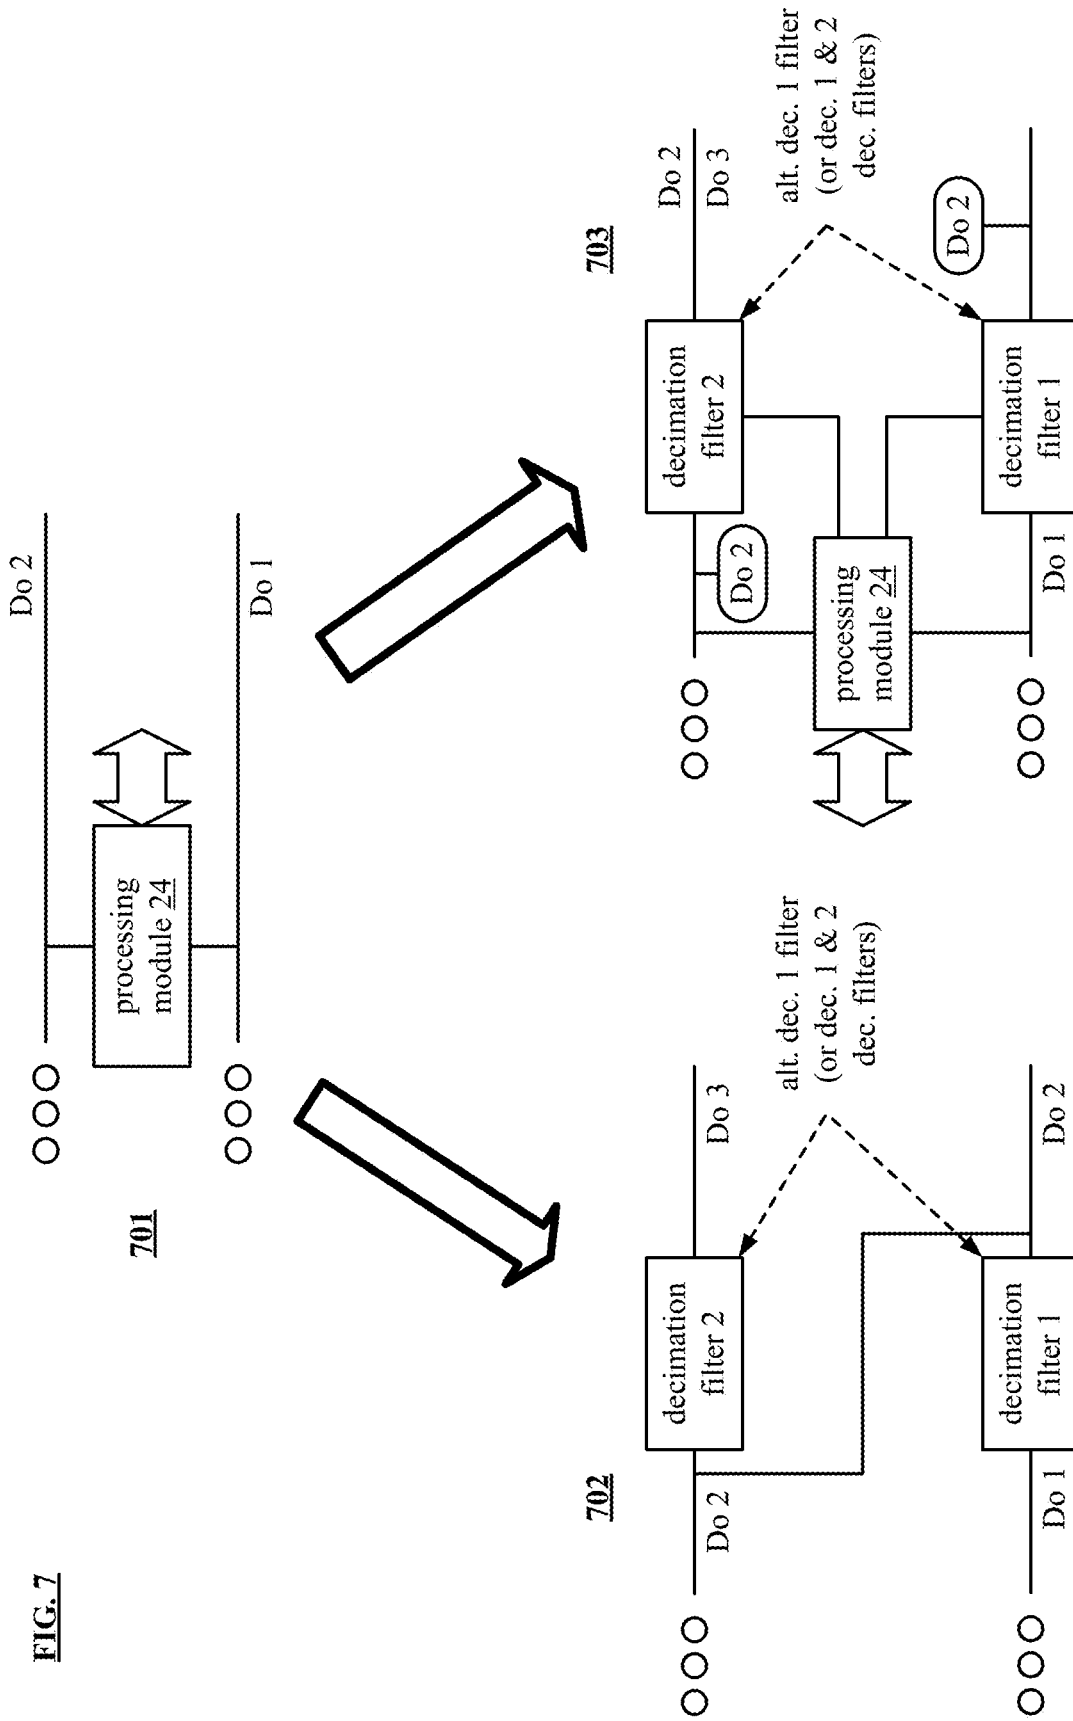 FIG. 7
701
processing
module 24
Do 2
Do 1
702
Do 2
decimation
filter 2
Do 3
alt. dec. 1 filter
(or dec. 1 & 2
dec. filters)
Do 1
decimation
filter 1
Do 2
703
Do 2
decimation
filter 2
Do 2
Do 3
processing
module 24
alt. dec. 1 filter
(or dec. 1 & 2
dec. filters)
Do 1
decimation
filter 1
Do 2